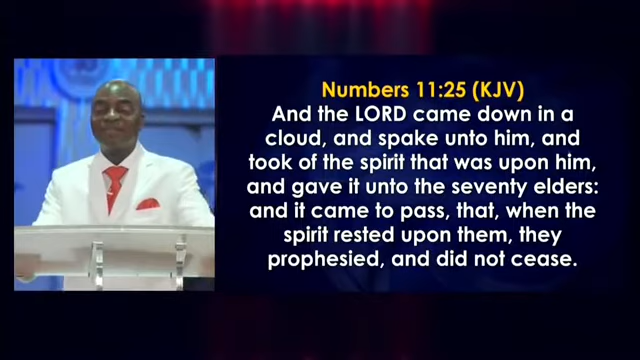 Numbers 11:25 (KJV)
And the LORD came down in a
cloud, and spake unto him, and
took of the spirit that was upon him,
and gave it unto the seventy elders:
and it came to pass, that, when the
spirit rested upon them, they
prophesied, and did not cease.